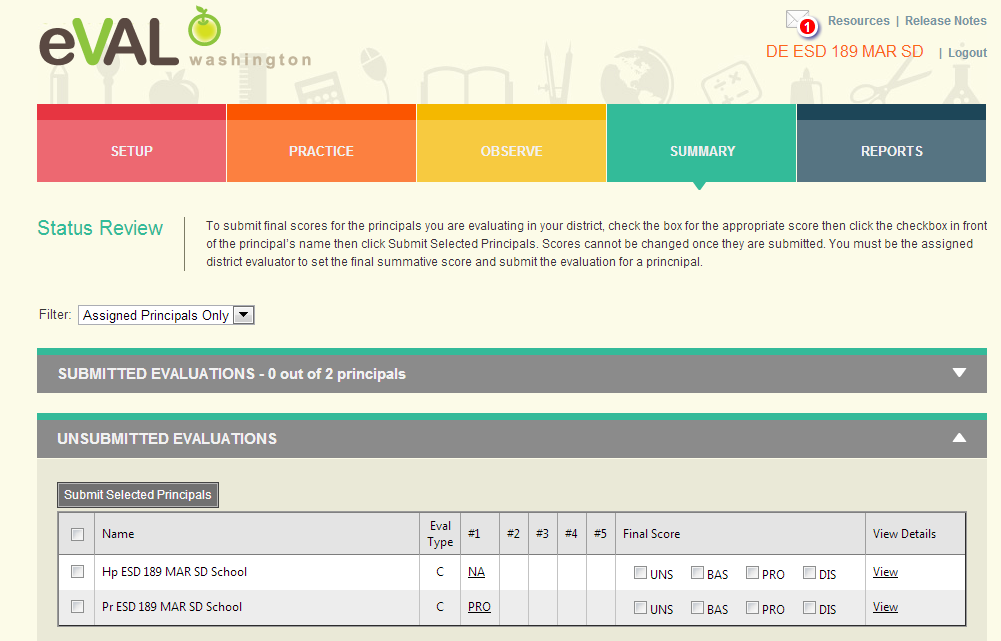 eVAL washington
1 Resources | Release Notes
DE ESD 189 MAR SD | Logout
SETUP PRACTICE OBSERVE SUMMARY REPORTS
Status Review
To submit final scores for the principals you are evaluating in your district, check the box for the appropriate score then click the checkbox in front
of the principal's name then click Submit Selected Principals. Scores cannot be changed once they are submitted. You must be the assigned
district evaluator to set the final summative score and submit the evaluation for a princnipal.
Filter: Assigned Principals Only
SUBMITTED EVALUATIONS - 0 out of 2 principals
UNSUBMITTED EVALUATIONS
Submit Selected Principals
Name Eval Type #1 #2 #3 #4 #5 Final Score View Details
Hp ESD 189 MAR SD School C NA UNS BAS PRO DIS View
Pr ESD 189 MAR SD School C PRO UNS BAS PRO DIS View